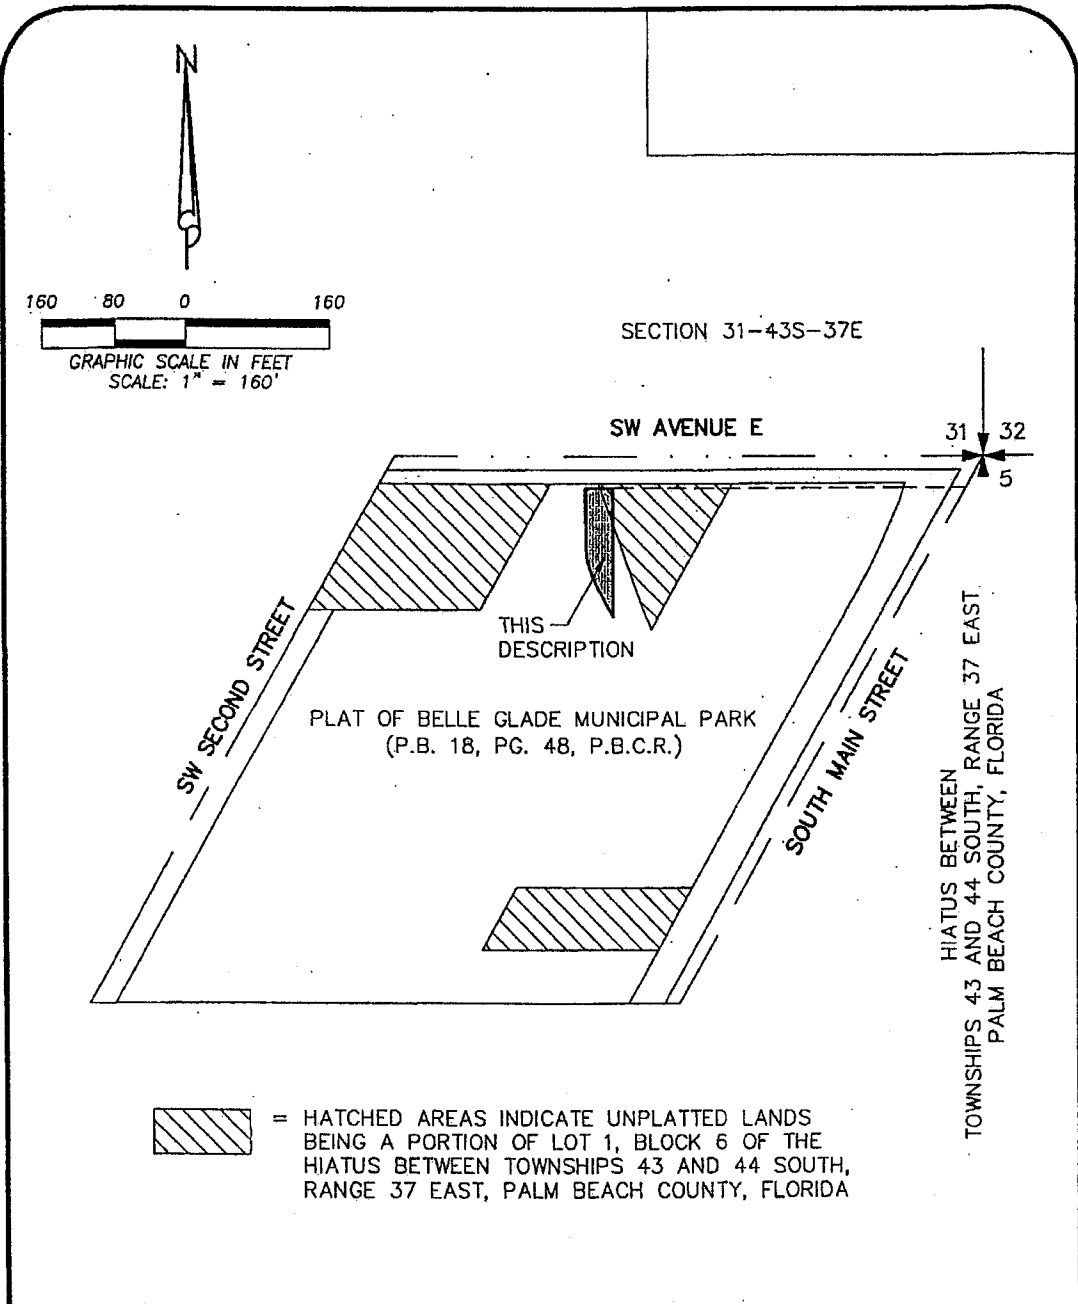 N
160 80 0 160
GRAPHIC SCALE IN FEET
SCALE: 1" = 160'
SECTION 31-43S-37E
SW AVENUE E
31 32
5
THIS
DESCRIPTION
SW SECOND STREET
PLAT OF BELLE GLADE MUNICIPAL PARK
(P.B. 18, PG. 48, P.B.C.R.)
SOUTH MAIN STREET
HIATUS BETWEEN
TOWNSHIPS 43 AND 44 SOUTH, RANGE 37 EAST
PALM BEACH COUNTY, FLORIDA
= HATCHED AREAS INDICATE UNPLATTED LANDS
BEING A PORTION OF LOT 1, BLOCK 6 OF THE
HIATUS BETWEEN TOWNSHIPS 43 AND 44 SOUTH,
RANGE 37 EAST, PALM BEACH COUNTY, FLORIDA